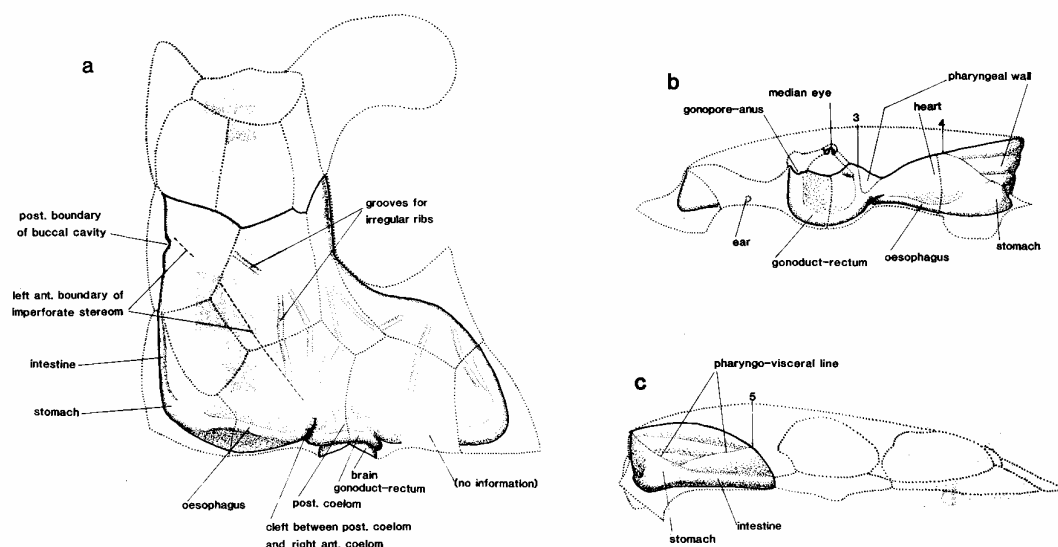 a
post. boundary
of buccal cavity
left ant. boundary of
imperforate stereom
intestine
stomach
oesophagus
cleft between post. coelom
and right ant. coelom
post. coelom
gonoduct-rectum
brain
(no information)
grooves for
irregular ribs
b
gonopore-anus
median eye
3
pharyngeal wall
heart
4
ear
gonoduct-rectum
oesophagus
stomach
c
pharyngo-visceral line
5
intestine
stomach